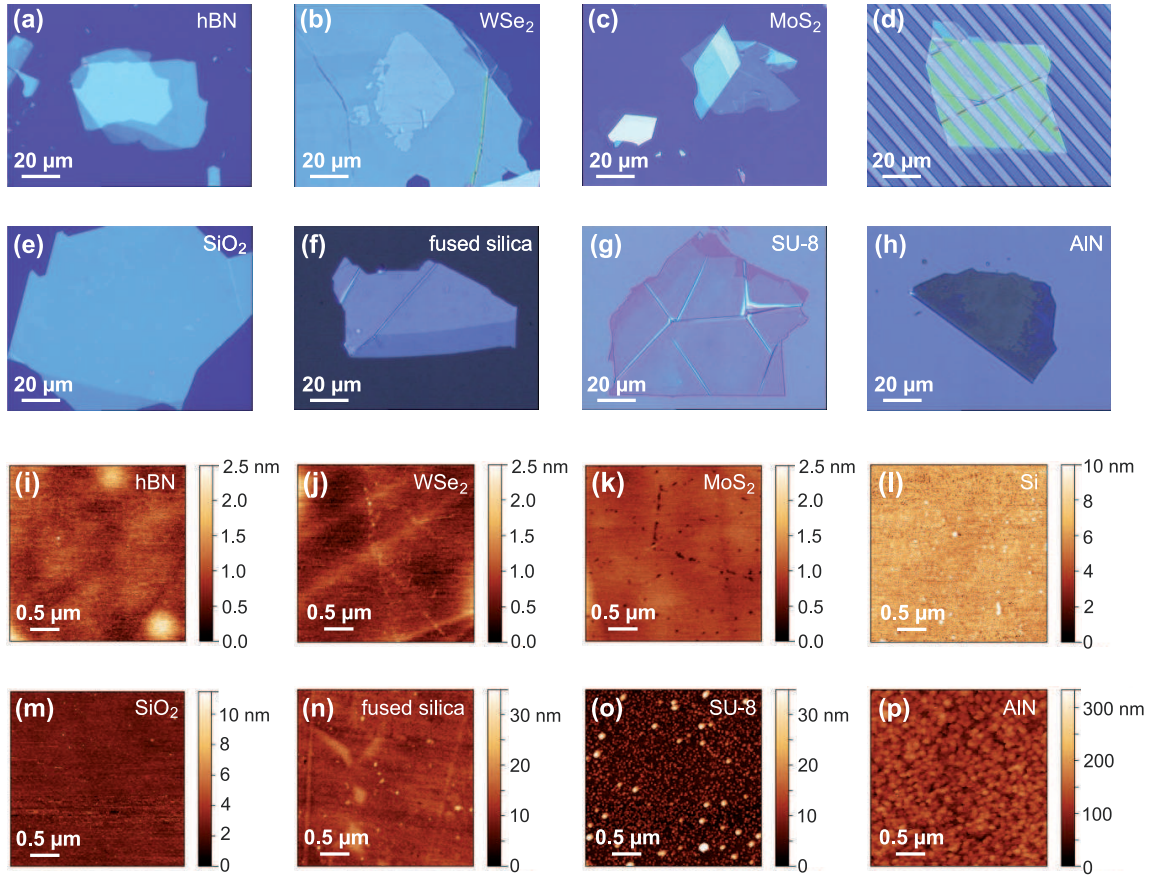 (a) hBN
20 µm
(b) WSe₂
20 µm
(c) MoS₂
20 µm
(d)
20 µm
(e) SiO₂
20 µm
(f) fused silica
20 µm
(g) SU-8
20 µm
(h) AlN
20 µm
(i) hBN
0.5 µm
2.5 nm
2.0
1.5
1.0
0.5
0.0
(j) WSe₂
0.5 µm
2.5 nm
2.0
1.5
1.0
0.5
0.0
(k) MoS₂
0.5 µm
2.5 nm
2.0
1.5
1.0
0.5
0.0
(l) Si
0.5 µm
10 nm
8
6
4
2
0
(m) SiO₂
0.5 µm
10 nm
8
6
4
2
0
(n) fused silica
0.5 µm
30 nm
20
10
0
(o) SU-8
0.5 µm
30 nm
20
10
0
(p) AlN
0.5 µm
300 nm
200
100
0